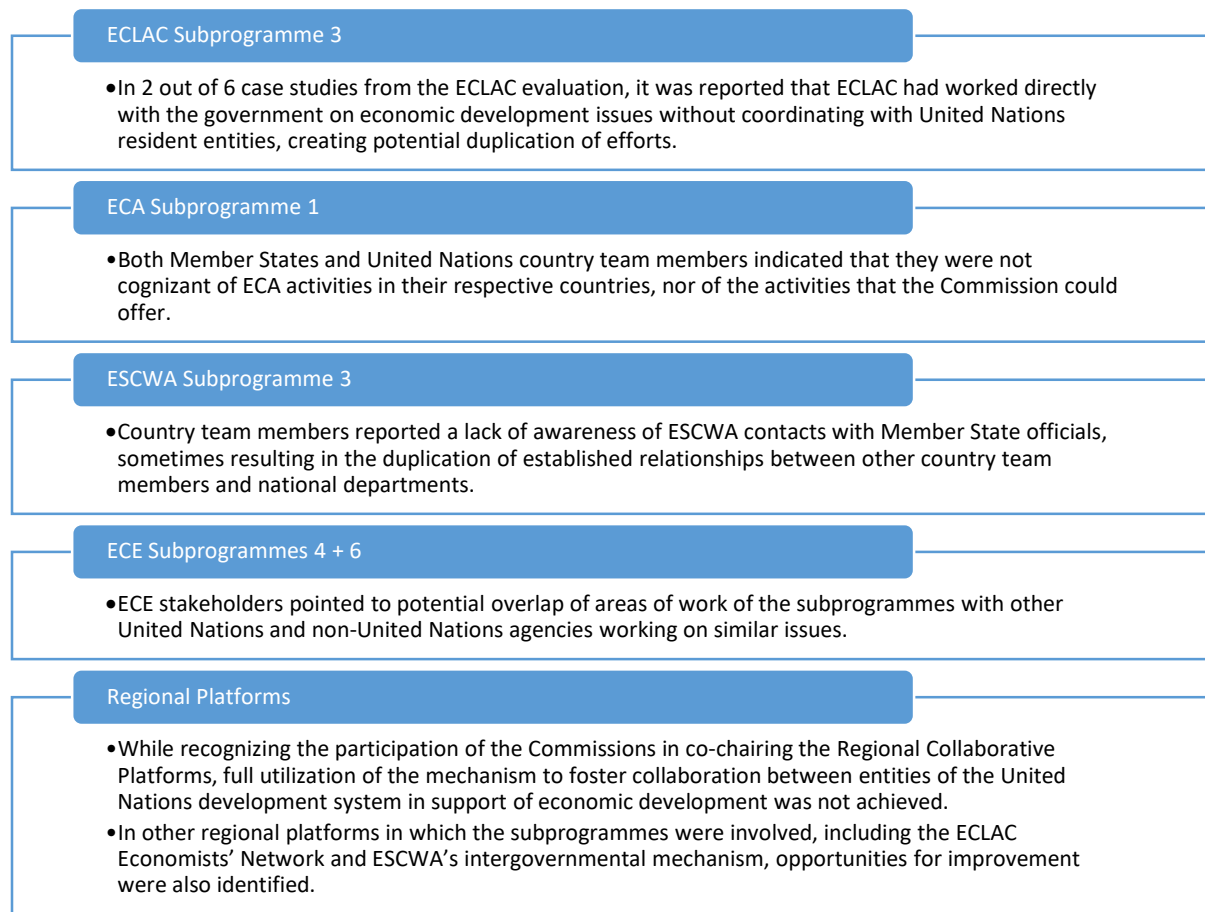 ECLAC Subprogramme 3
•In 2 out of 6 case studies from the ECLAC evaluation, it was reported that ECLAC had worked directly
with the government on economic development issues without coordinating with United Nations
resident entities, creating potential duplication of efforts.
ECA Subprogramme 1
•Both Member States and United Nations country team members indicated that they were not
cognizant of ECA activities in their respective countries, nor of the activities that the Commission could
offer.
ESCWA Subprogramme 3
•Country team members reported a lack of awareness of ESCWA contacts with Member State officials,
sometimes resulting in the duplication of established relationships between other country team
members and national departments.
ECE Subprogrammes 4 + 6
•ECE stakeholders pointed to potential overlap of areas of work of the subprogrammes with other
United Nations and non-United Nations agencies working on similar issues.
Regional Platforms
•While recognizing the participation of the Commissions in co-chairing the Regional Collaborative
Platforms, full utilization of the mechanism to foster collaboration between entities of the United
Nations development system in support of economic development was not achieved.
•In other regional platforms in which the subprogrammes were involved, including the ECLAC
Economists’ Network and ESCWA’s intergovernmental mechanism, opportunities for improvement
were also identified.